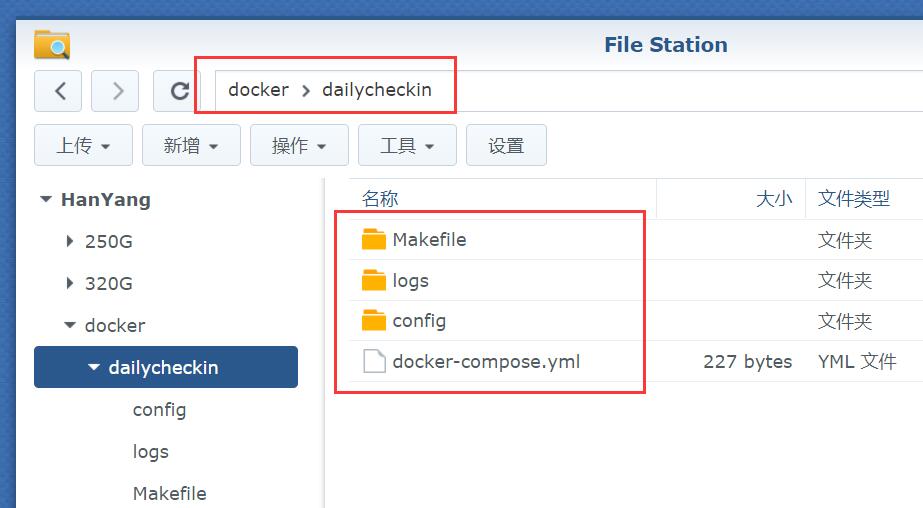 File Station
docker > dailycheckin
上传 新增 操作 工具 设置
HanYang
250G
320G
docker
dailycheckin
config
logs
Makefile
名称 大小 文件类型
Makefile 文件夹
logs 文件夹
config 文件夹
docker-compose.yml 227 bytes YML 文件